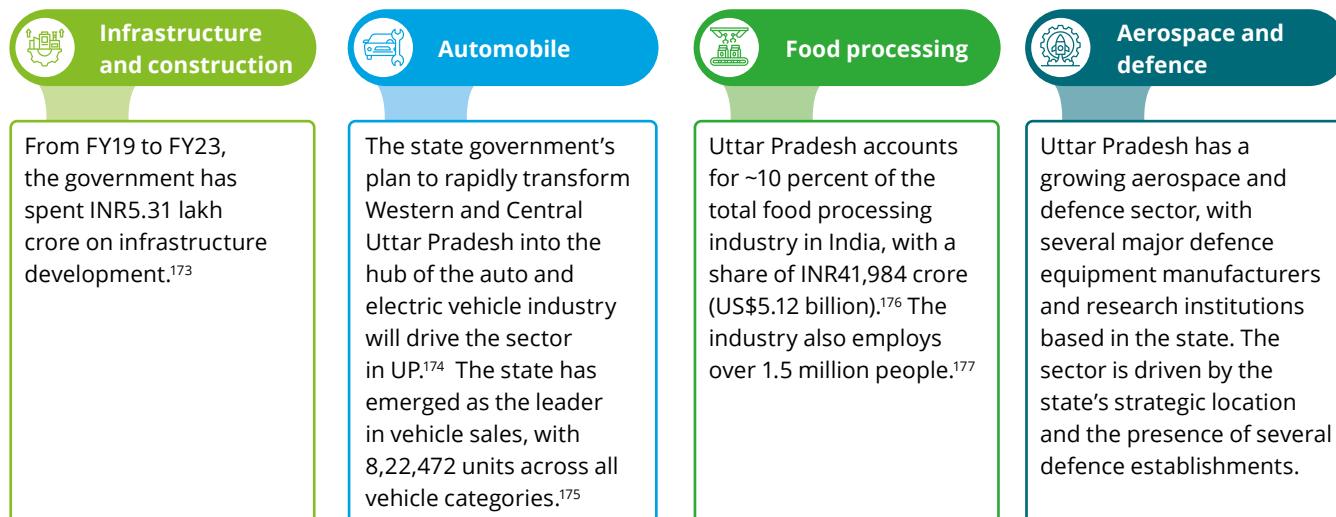 Infrastructure
and construction
From FY19 to FY23,
the government has
spent INR5.31 lakh
crore on infrastructure
development.173
Automobile
The state government’s
plan to rapidly transform
Western and Central
Uttar Pradesh into the
hub of the auto and
electric vehicle industry
will drive the sector
in UP.174 The state has
emerged as the leader
in vehicle sales, with
8,22,472 units across all
vehicle categories.175
Food processing
Uttar Pradesh accounts
for ~10 percent of the
total food processing
industry in India, with a
share of INR41,984 crore
(US$5.12 billion).176 The
industry also employs
over 1.5 million people.177
Aerospace and
defence
Uttar Pradesh has a
growing aerospace and
defence sector, with
several major defence
equipment manufacturers
and research institutions
based in the state. The
sector is driven by the
state’s strategic location
and the presence of several
defence establishments.